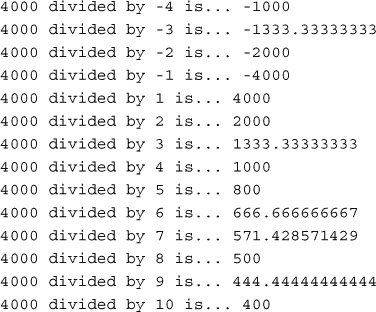 4000 divided by -4 is... -1000
4000 divided by -3 is... -1333.33333333
4000 divided by -2 is... -2000
4000 divided by -1 is... -4000
4000 divided by 1 is... 4000
4000 divided by 2 is... 2000
4000 divided by 3 is... 1333.33333333
4000 divided by 4 is... 1000
4000 divided by 5 is... 800
4000 divided by 6 is... 666.666666667
4000 divided by 7 is... 571.428571429
4000 divided by 8 is... 500
4000 divided by 9 is... 444.44444444444
4000 divided by 10 is... 400